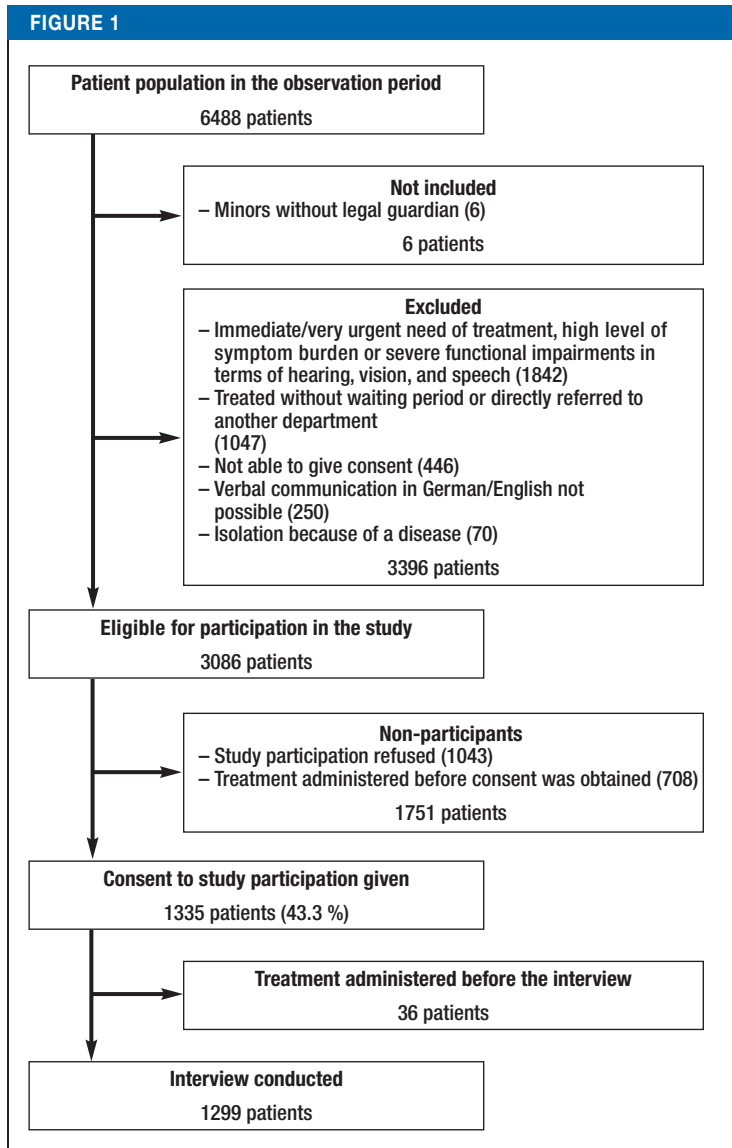 FIGURE 1
Patient population in the observation period
6488 patients
Not included
– Minors without legal guardian (6)
6 patients
Excluded
– Immediate/very urgent need of treatment, high level of
symptom burden or severe functional impairments in
terms of hearing, vision, and speech (1842)
– Treated without waiting period or directly referred to
another department
(1047)
– Not able to give consent (446)
– Verbal communication in German/English not
possible (250)
– Isolation because of a disease (70)
3396 patients
Eligible for participation in the study
3086 patients
Non-participants
– Study participation refused (1043)
– Treatment administered before consent was obtained (708)
1751 patients
Consent to study participation given
1335 patients (43.3 %)
Treatment administered before the interview
36 patients
Interview conducted
1299 patients